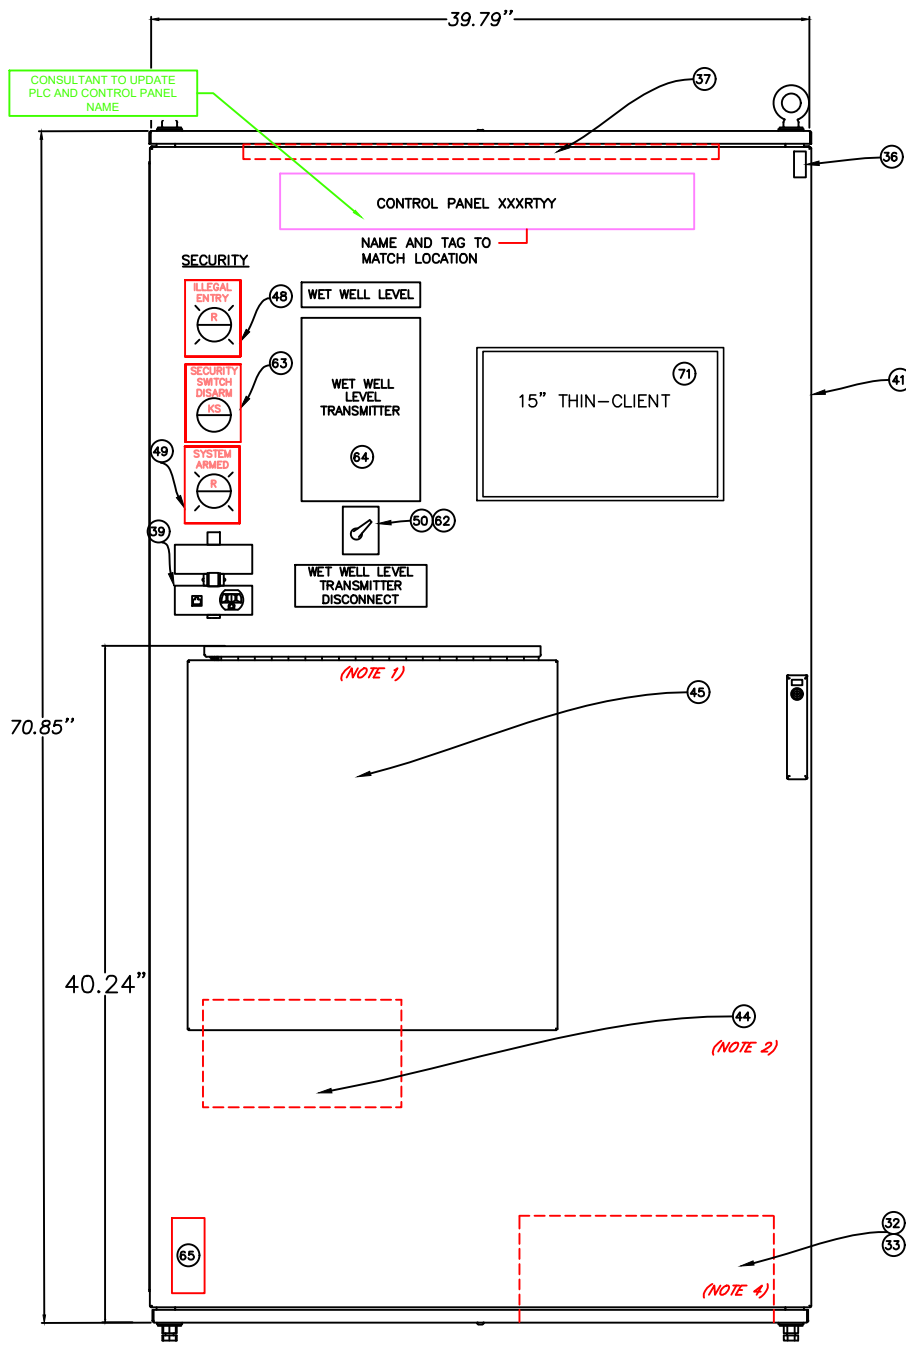 39.79”
CONSULTANT TO UPDATE
PLC AND CONTROL PANEL
NAME
37
36
CONTROL PANEL XXXRTYY
NAME AND TAG TO
MATCH LOCATION
SECURITY
ILLEGAL
ENTRY
R
48
WET WELL LEVEL
SECURITY
SWITCH
DISARM
KS
63
WET WELL
LEVEL
TRANSMITTER
64
71
15” THIN-CLIENT
41
SYSTEM
ARMED
R
49
50 62
39
WET WELL LEVEL
TRANSMITTER
DISCONNECT
(NOTE 1)
45
70.85”
40.24”
44
(NOTE 2)
65
32
33
(NOTE 4)